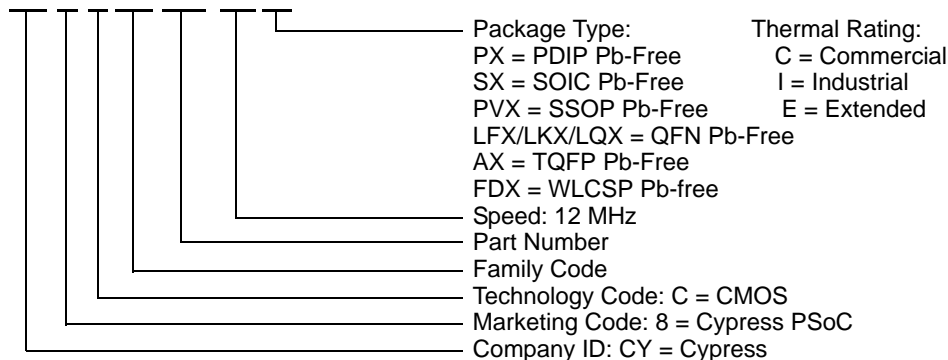 Package Type: Thermal Rating:
PX = PDIP Pb-Free C = Commercial
SX = SOIC Pb-Free I = Industrial
PVX = SSOP Pb-Free E = Extended
LFX/LKX/LQX = QFN Pb-Free
AX = TQFP Pb-Free
FDX = WLCSP Pb-free
Speed: 12 MHz
Part Number
Family Code
Technology Code: C = CMOS
Marketing Code: 8 = Cypress PSoC
Company ID: CY = Cypress